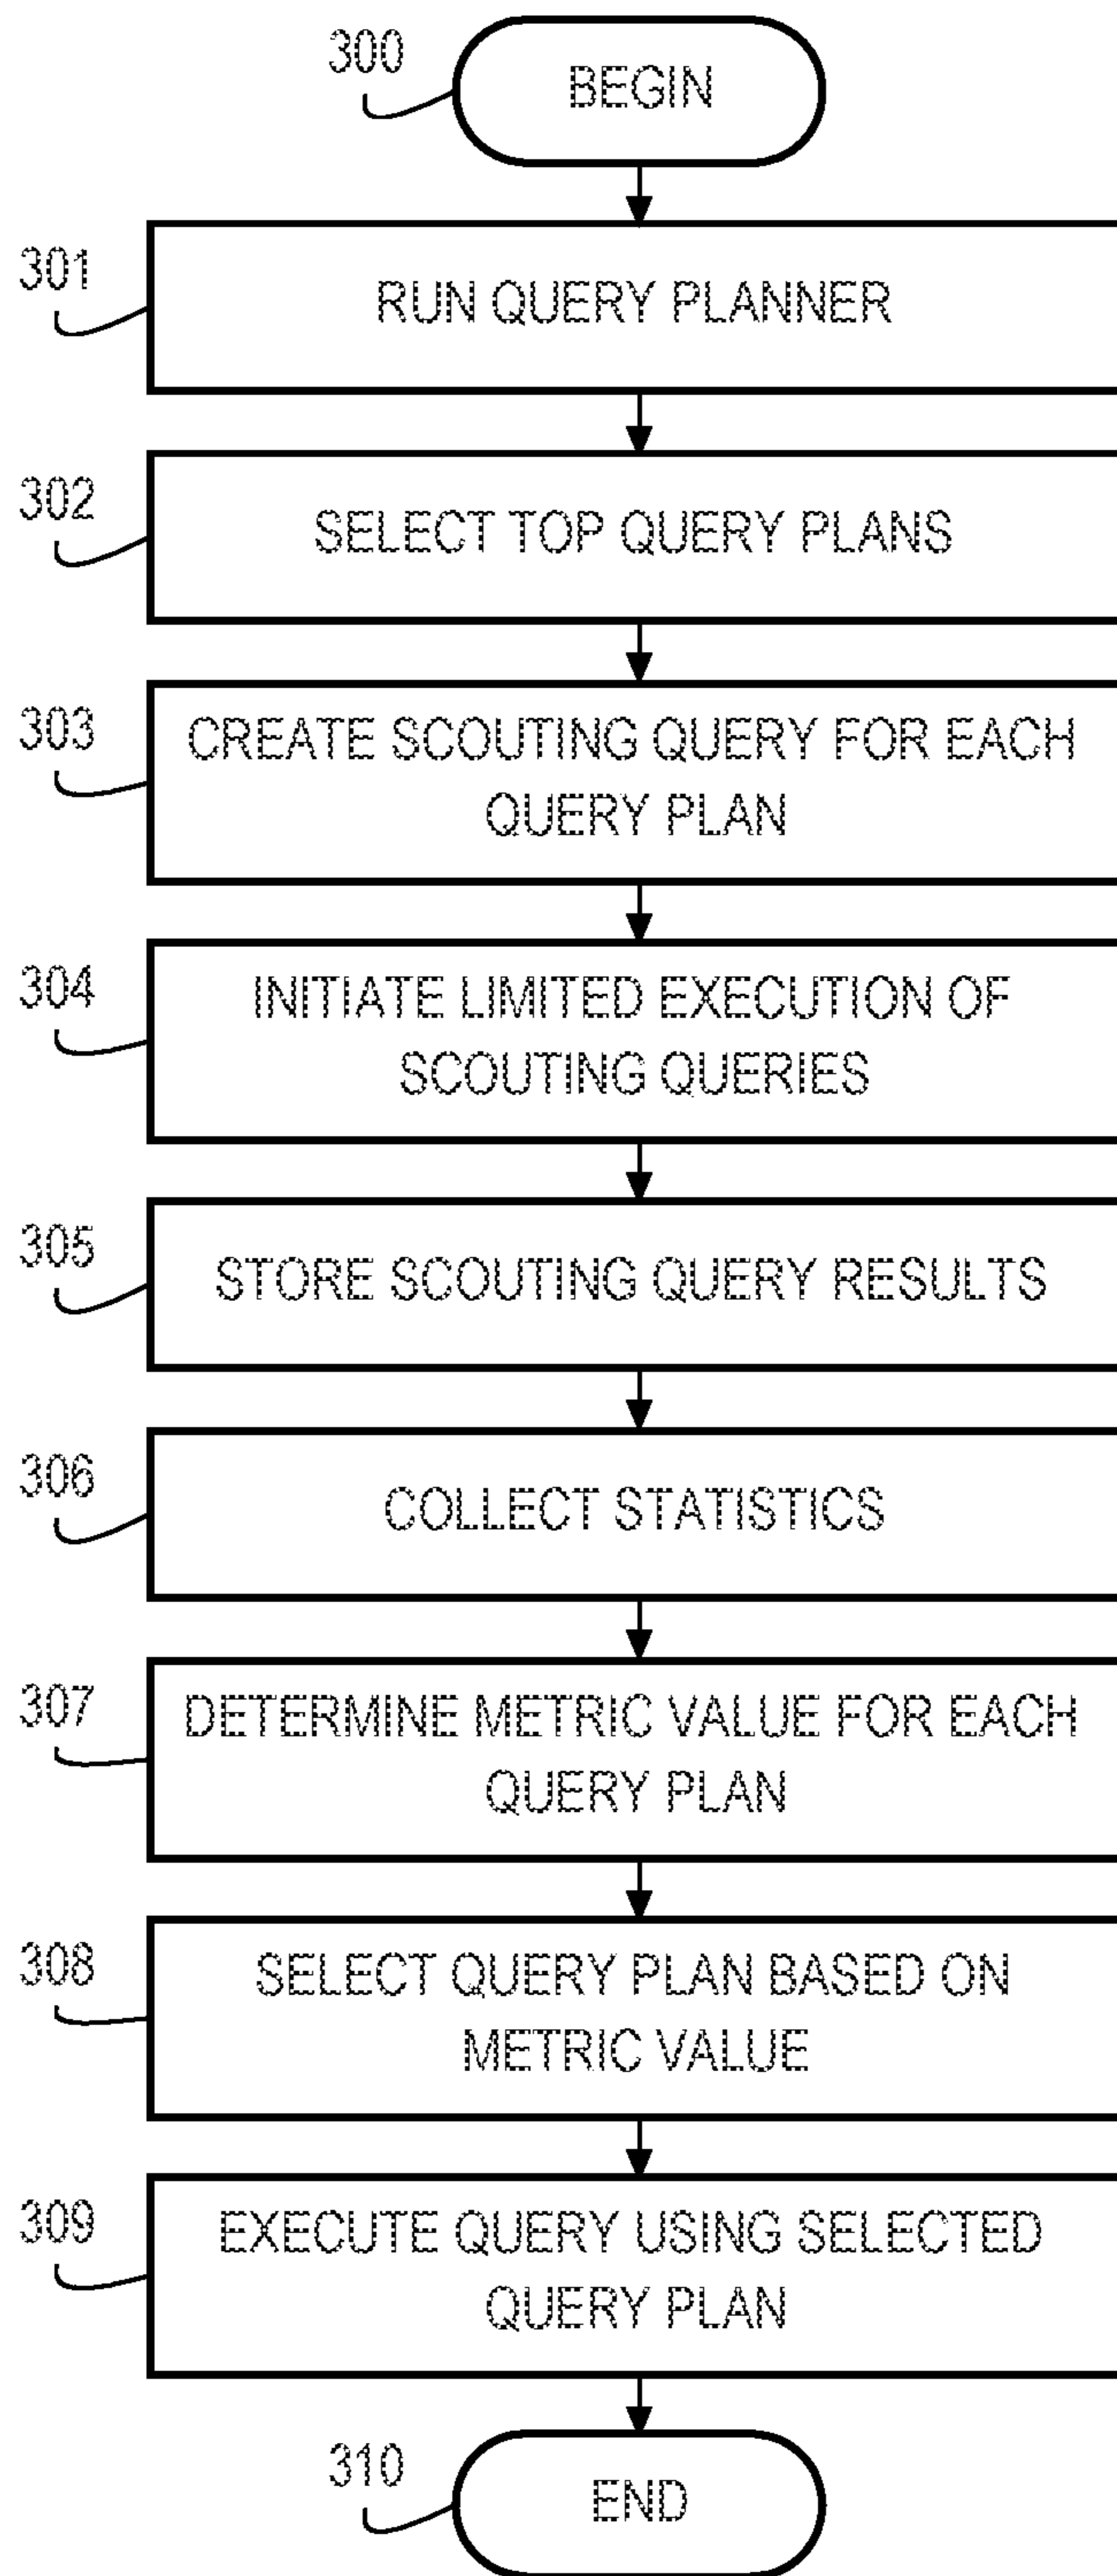 300
BEGIN
301
RUN QUERY PLANNER
302
SELECT TOP QUERY PLANS
303
CREATE SCOUTING QUERY FOR EACH
QUERY PLAN
304
INITIATE LIMITED EXECUTION OF
SCOUTING QUERIES
305
STORE SCOUTING QUERY RESULTS
306
COLLECT STATISTICS
307
DETERMINE METRIC VALUE FOR EACH
QUERY PLAN
308
SELECT QUERY PLAN BASED ON
METRIC VALUE
309
EXECUTE QUERY USING SELECTED
QUERY PLAN
310
END